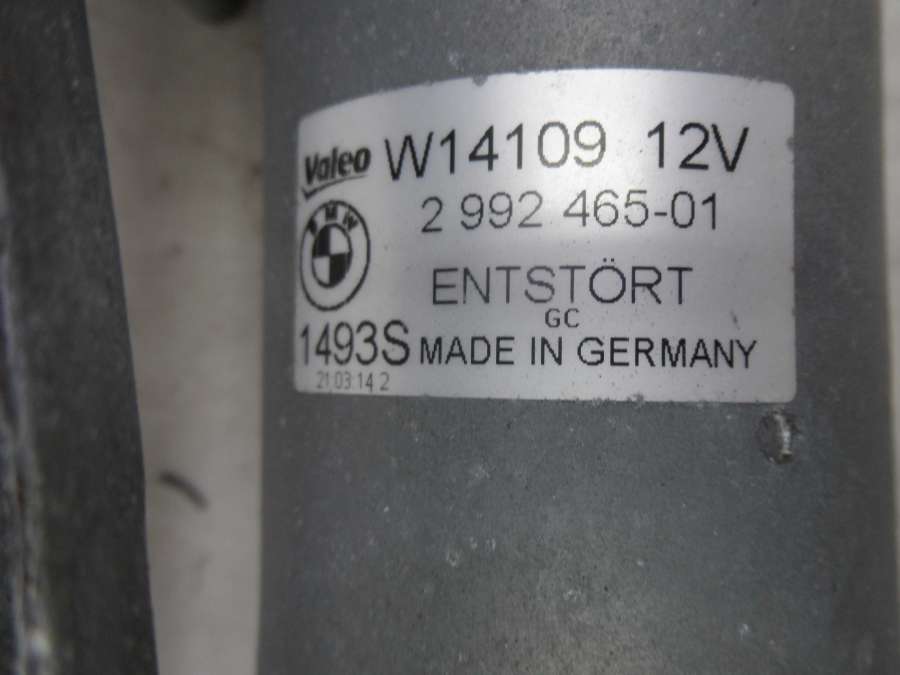 Valeo W14109 12V
2 992 465-01
BMW
ENTSTÖRT
GC
1493S MADE IN GERMANY
21 03 14 2